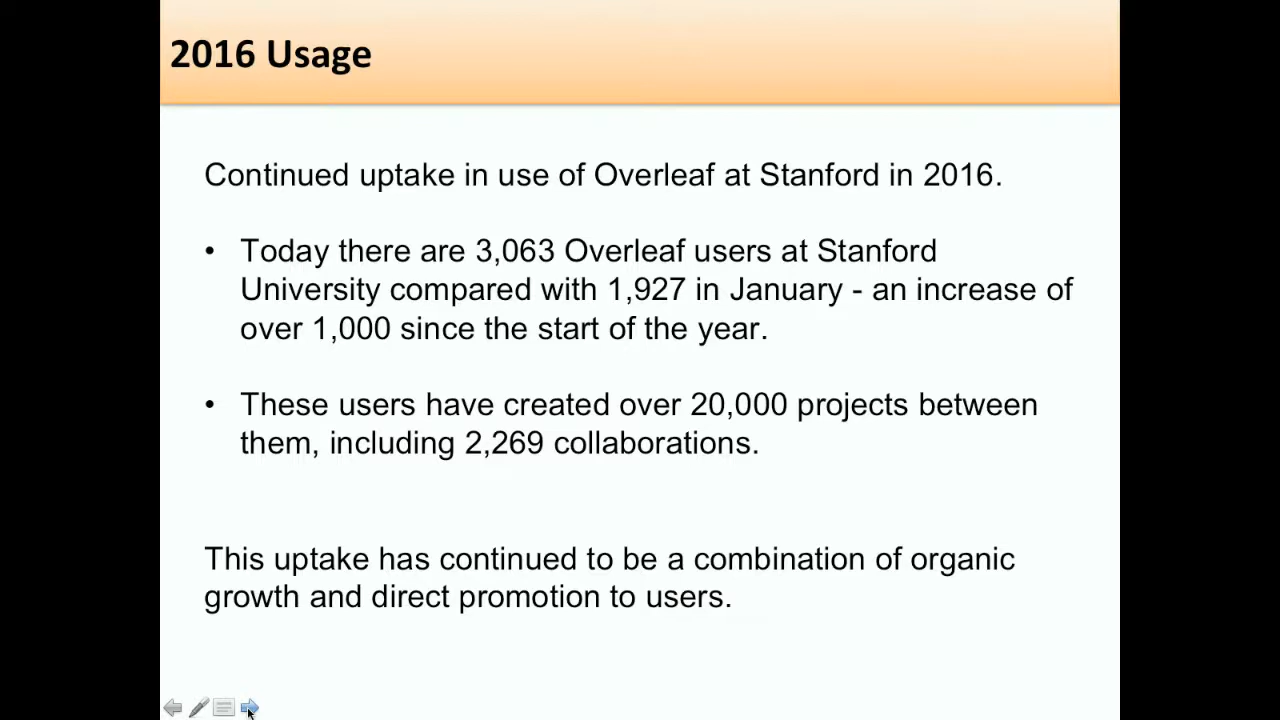 2016 Usage
Continued uptake in use of Overleaf at Stanford in 2016.
• Today there are 3,063 Overleaf users at Stanford
University compared with 1,927 in January - an increase of
over 1,000 since the start of the year.
• These users have created over 20,000 projects between
them, including 2,269 collaborations.
This uptake has continued to be a combination of organic
growth and direct promotion to users.